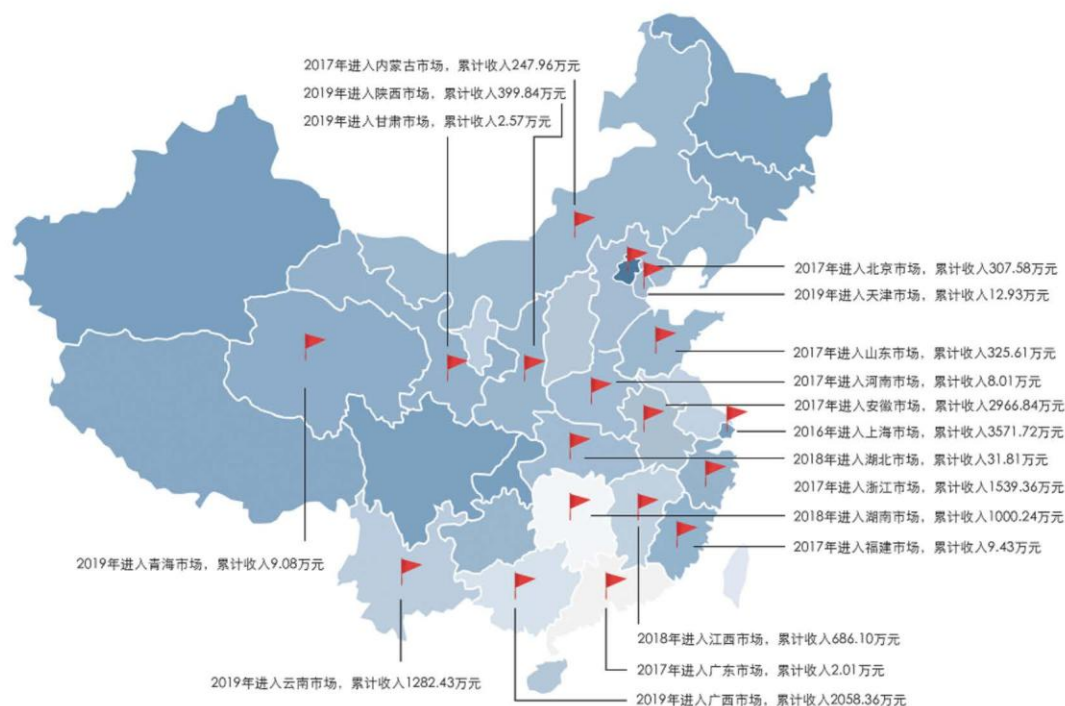 2017年进入内蒙古市场，累计收入247.96万元
2019年进入陕西市场，累计收入399.84万元
2019年进入甘肃市场，累计收入2.57万元
2017年进入北京市场，累计收入307.58万元
2019年进入天津市场，累计收入12.93万元
2017年进入山东市场，累计收入325.61万元
2017年进入河南市场，累计收入8.01万元
2017年进入安徽市场，累计收入2966.84万元
2016年进入上海市场，累计收入3571.72万元
2018年进入湖北市场，累计收入31.81万元
2017年进入浙江市场，累计收入1539.36万元
2018年进入湖南市场，累计收入1000.24万元
2017年进入福建市场，累计收入9.43万元
2019年进入青海市场，累计收入9.08万元
2018年进入江西市场，累计收入686.10万元
2017年进入广东市场，累计收入2.01万元
2019年进入云南市场，累计收入1282.43万元
2019年进入广西市场，累计收入2058.36万元